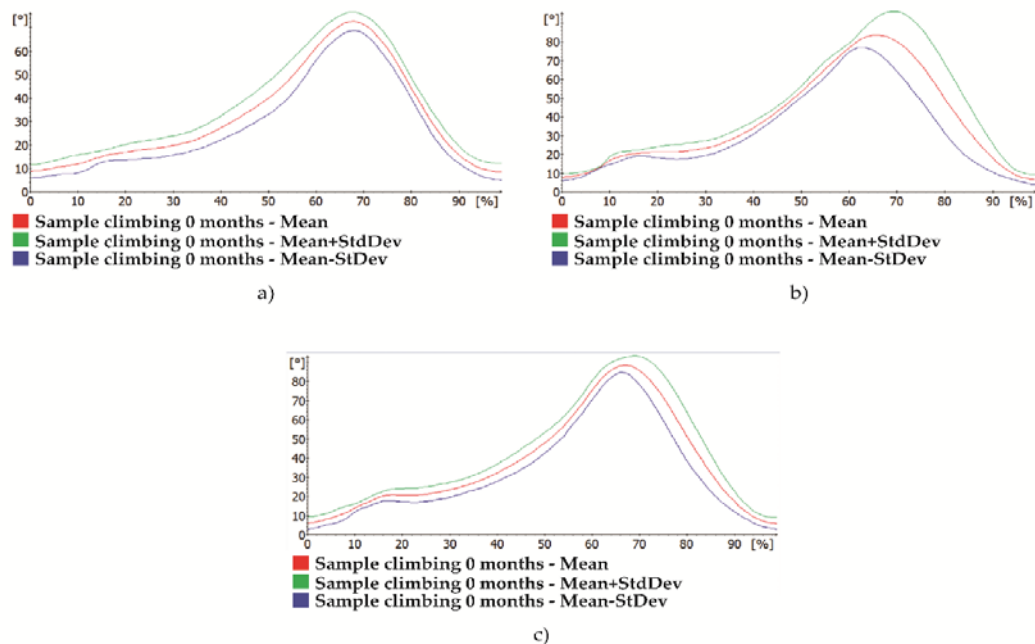 [°]
60
50
40
30
20
10
0
0 10 20 30 40 50 60 70 80 90 [%]
Sample climbing 0 months - Mean
Sample climbing 0 months - Mean+StdDev
Sample climbing 0 months - Mean-StDev
a)
[°]
90
80
70
60
50
40
30
20
10
0
0 10 20 30 40 50 60 70 80 90 [%]
Sample climbing 0 months - Mean
Sample climbing 0 months - Mean+StdDev
Sample climbing 0 months - Mean-StDev
b)
[°]
80
70
60
50
40
30
20
10
0
0 10 20 30 40 50 60 70 80 90 [%]
Sample climbing 0 months - Mean
Sample climbing 0 months - Mean+StdDev
Sample climbing 0 months - Mean-StDev
c)